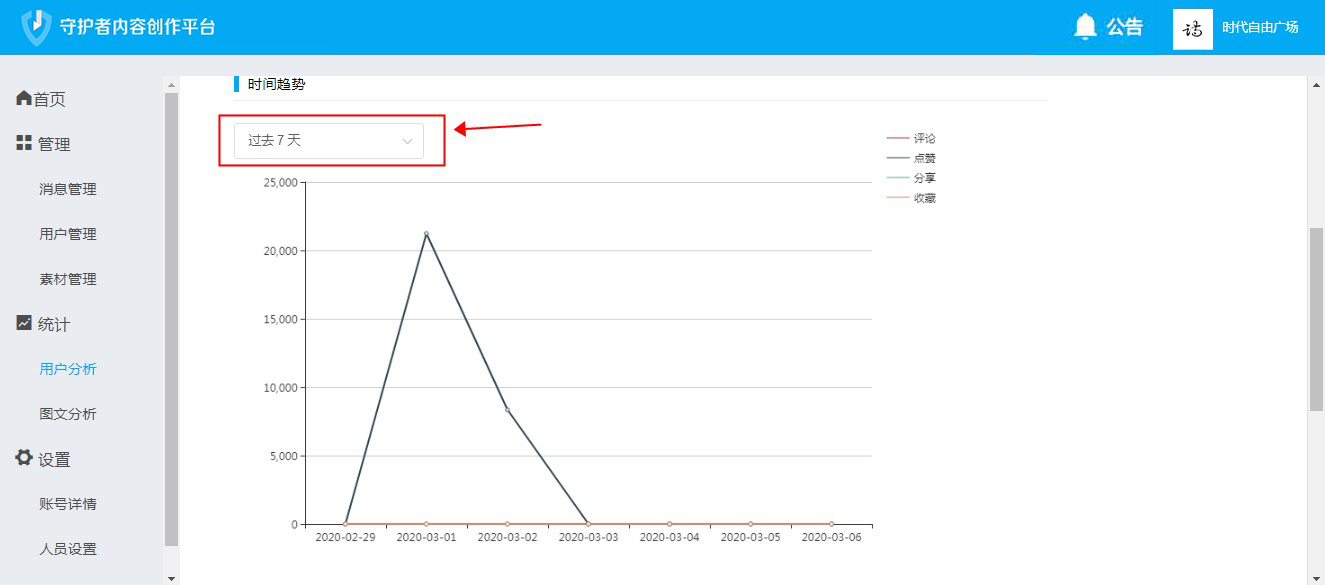 守护者内容创作平台
公告
时代自由广场
首页
管理
消息管理
用户管理
素材管理
统计
用户分析
图文分析
设置
账号详情
人员设置
时间趋势
过去 7 天
评论
点赞
分享
收藏
25,000
20,000
15,000
10,000
5,000
0
2020-02-29 2020-03-01 2020-03-02 2020-03-03 2020-03-04 2020-03-05 2020-03-06